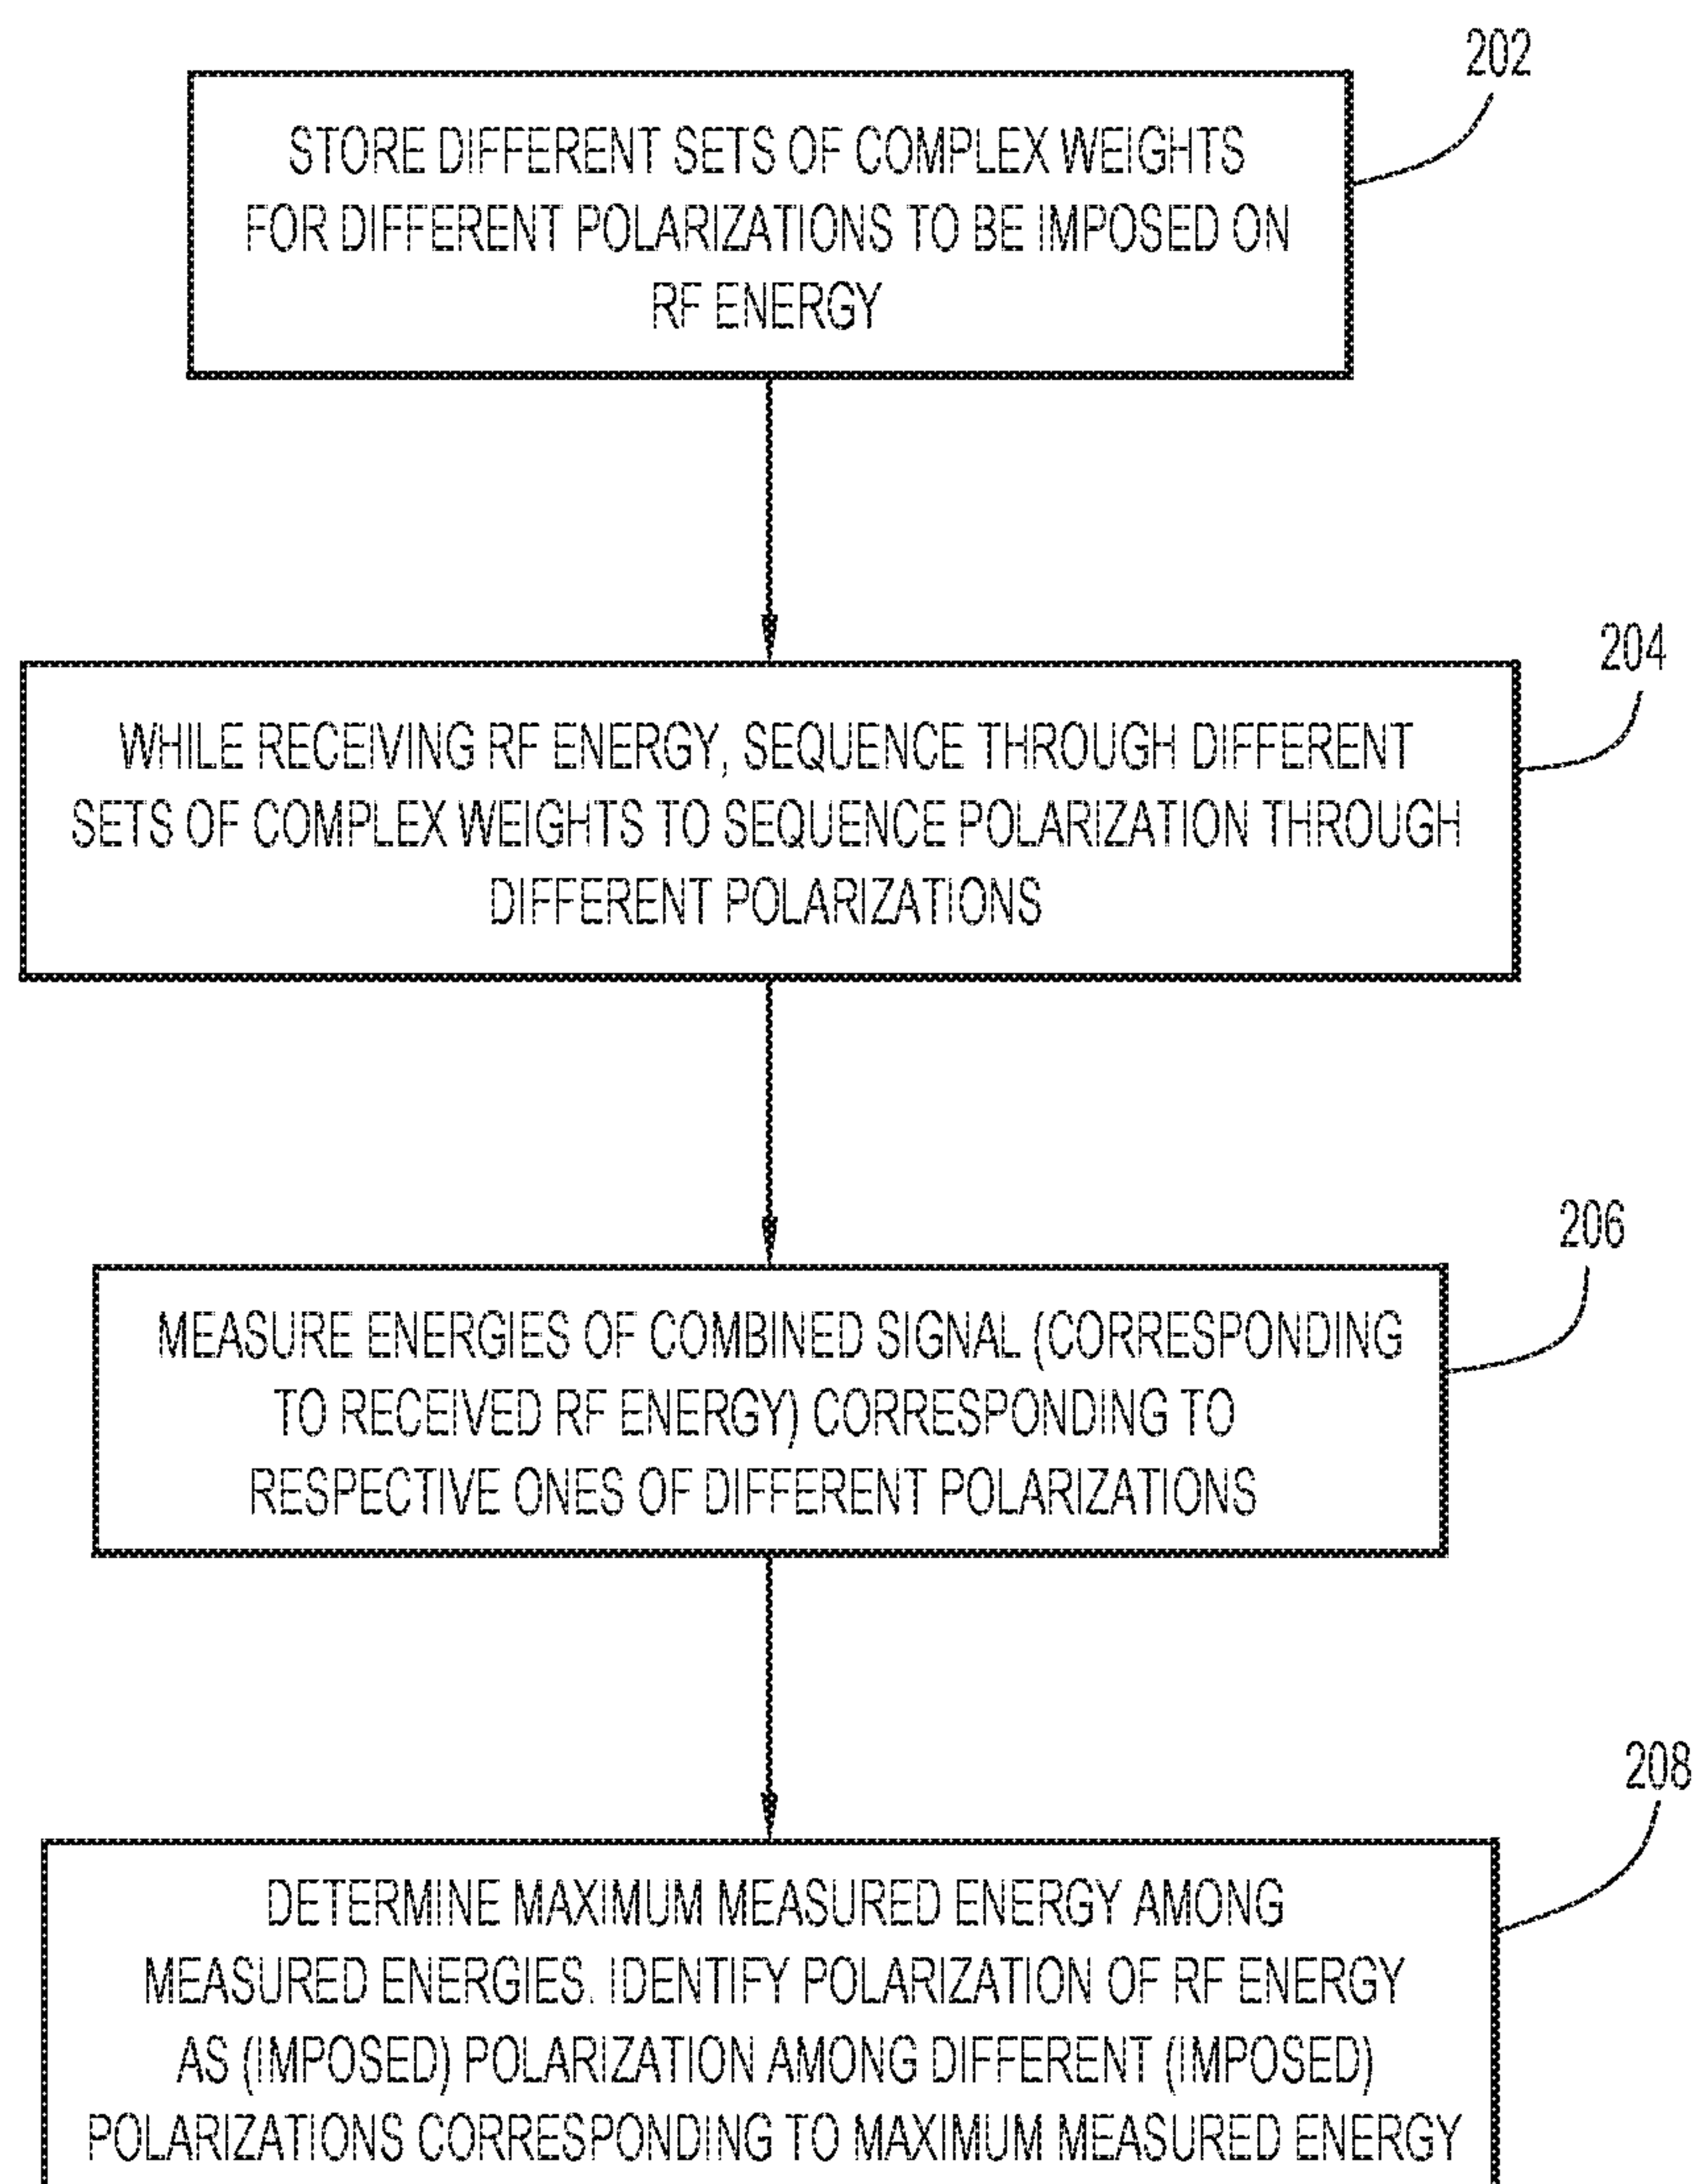 202
STORE DIFFERENT SETS OF COMPLEX WEIGHTS
FOR DIFFERENT POLARIZATIONS TO BE IMPOSED ON
RF ENERGY
204
WHILE RECEIVING RF ENERGY, SEQUENCE THROUGH DIFFERENT
SETS OF COMPLEX WEIGHTS TO SEQUENCE POLARIZATION THROUGH
DIFFERENT POLARIZATIONS
206
MEASURE ENERGIES OF COMBINED SIGNAL (CORRESPONDING
TO RECEIVED RF ENERGY) CORRESPONDING TO
RESPECTIVE ONES OF DIFFERENT POLARIZATIONS
208
DETERMINE MAXIMUM MEASURED ENERGY AMONG
MEASURED ENERGIES. IDENTIFY POLARIZATION OF RF ENERGY
AS (IMPOSED) POLARIZATION AMONG DIFFERENT (IMPOSED)
POLARIZATIONS CORRESPONDING TO MAXIMUM MEASURED ENERGY